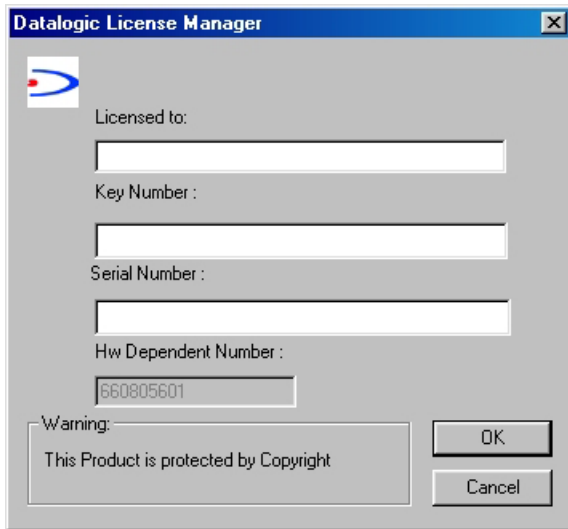 Datalogic License Manager
Licensed to:
Key Number :
Serial Number :
Hw Dependent Number :
660805601
Warning:
This Product is protected by Copyright
OK
Cancel